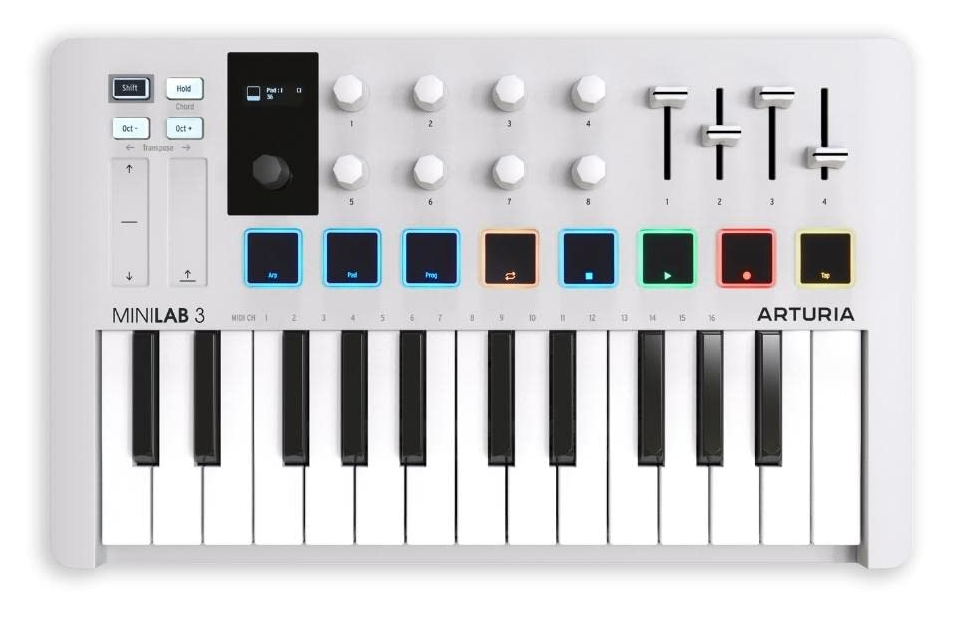 Shift
Hold
Chord
Oct -
Oct +
← Transpose →
Pad : 1
36
1 2 3 4
5 6 7 8
1 2 3 4
Arp
Pad
Prog
Tap
MINILAB 3
MIDI CH 1 2 3 4 5 6 7 8 9 10 11 12 13 14 15 16
ARTURIA